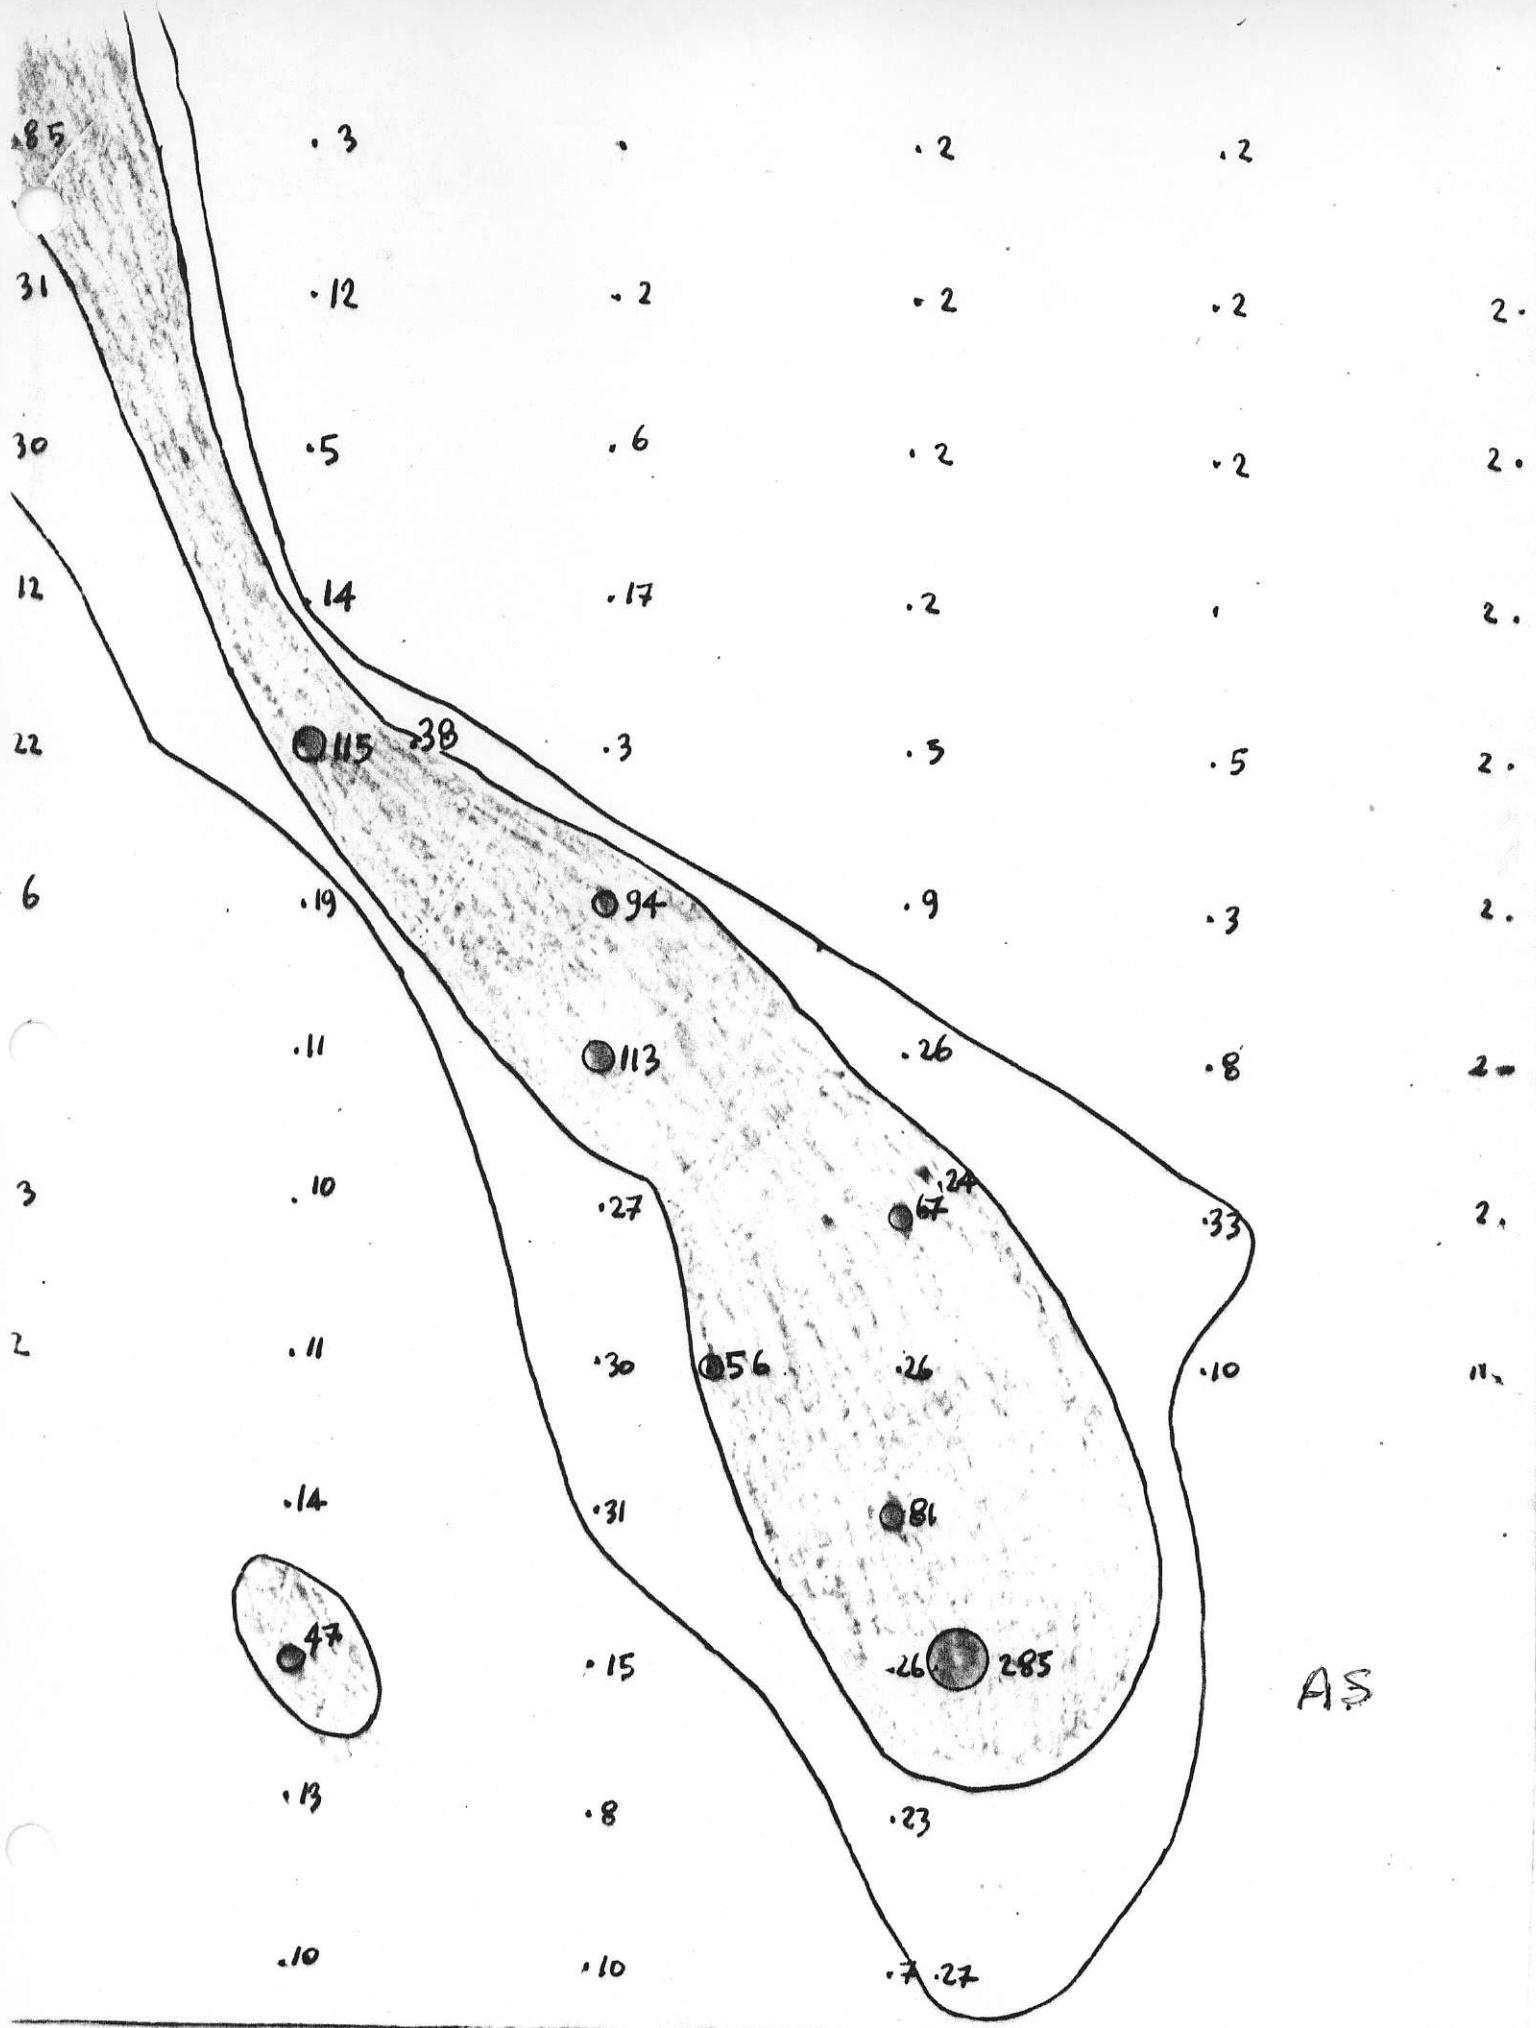 85 .3 . .2 .2
31 .12 .2 .2 .2 2.
30 .5 .6 .2 .2 2.
12 .14 .17 .2 . 2.
22 115 .38 .3 .5 .5 2.
6 .19 94 .9 .3 2.
.11 113 .26 .8 2
.24
3 .10 .27 67 .33 2.
2 .11 .30 56 .26 .10 11.
.14 .31 81
47
.15 .26 285 AS
.13 .8 .23
.10 .10 .7 .27